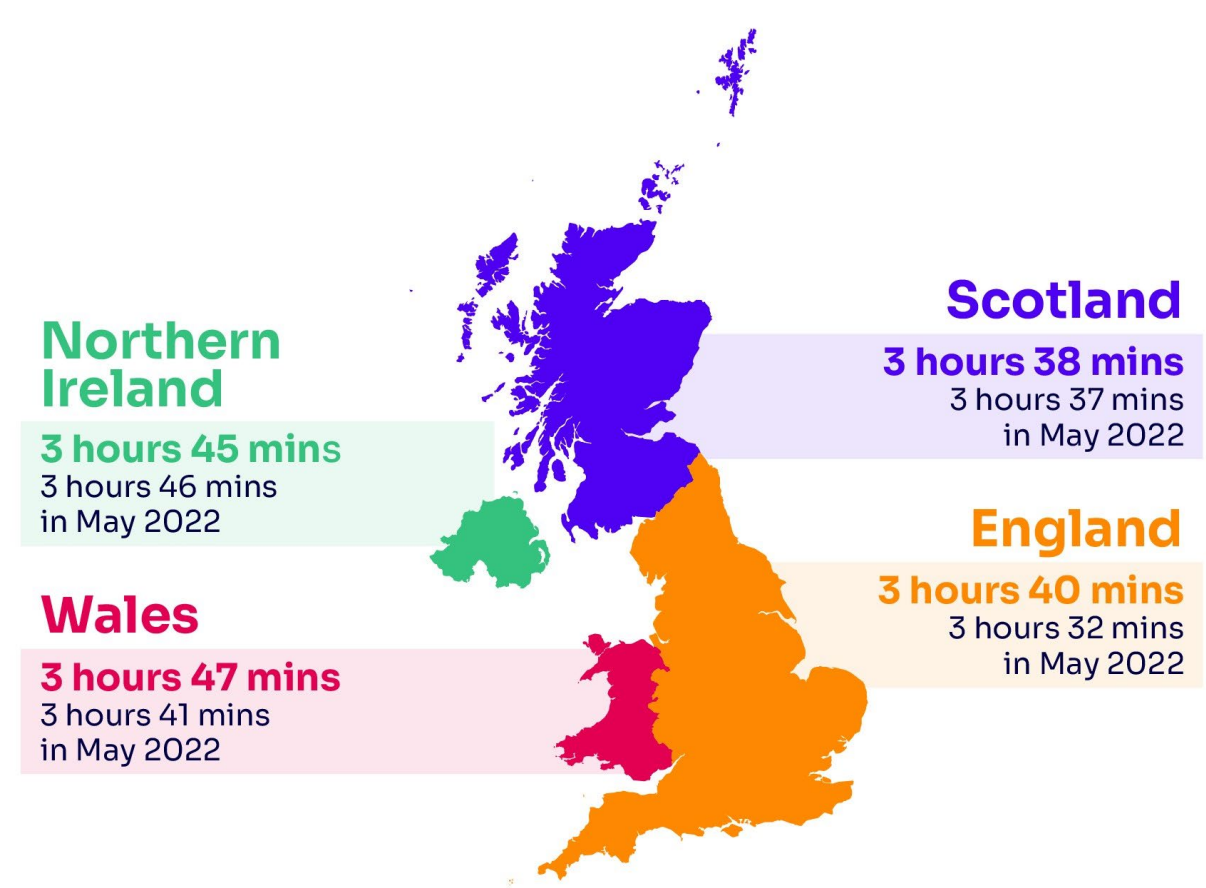 Scotland
3 hours 38 mins
3 hours 37 mins
in May 2022
Northern
Ireland
3 hours 45 mins
3 hours 46 mins
in May 2022
England
3 hours 40 mins
3 hours 32 mins
in May 2022
Wales
3 hours 47 mins
3 hours 41 mins
in May 2022